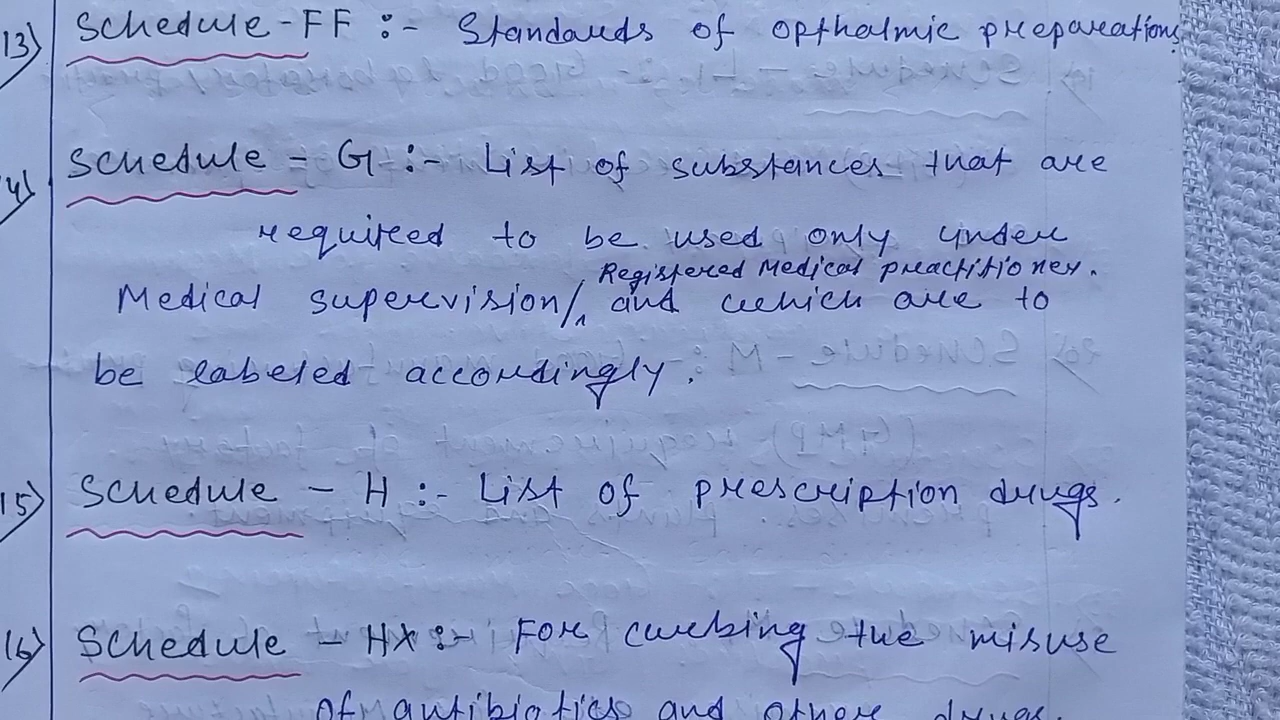 13) Schedule - FF :- Standards of opthalmic preparations
14) Schedule - G :- List of substances that are
required to be used only under
Registered Medical practitioner.
Medical supervision/ and which are to
be labeled accordingly.
15) Schedule - H :- List of prescription drugs.
16) Schedule - HX :- For curbing the misuse
of antibiotics and other drugs.